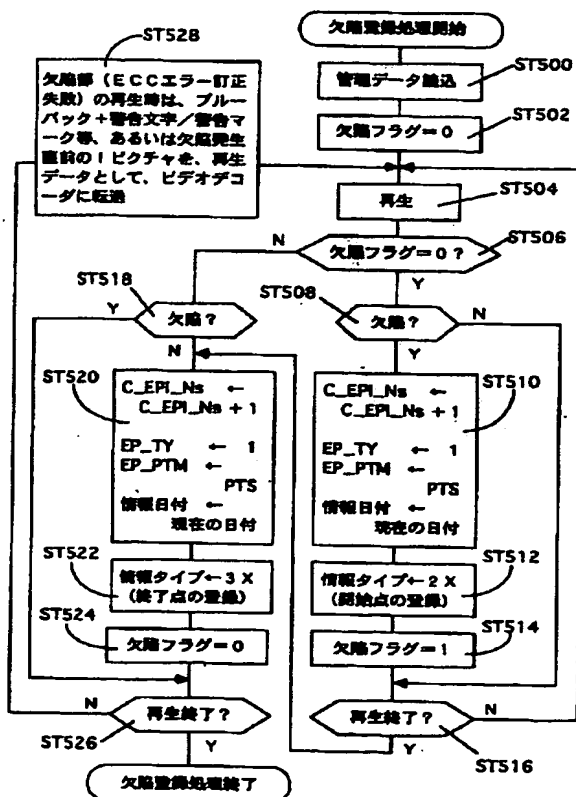 欠陥登録処理開始
ST528
欠陥部(ECCエラー訂正
失敗)の再生時は、ブルー
バック+警告文字/警告マ
ーク等、あるいは欠陥発生
直前のIピクチャを、再生
データとして、ビデオデコ
ーダに転送
管理データ読込
ST500
欠陥フラグ=0
ST502
再生
ST504
欠陥フラグ=0?
ST506
N
Y
ST518
欠陥?
Y
N
ST508
欠陥?
N
Y
ST520
C_EPI_Ns ←
C_EPI_Ns + 1
EP_TY ← 1
EP_PTM ←
PTS
情報日付 ←
現在の日付
ST510
C_EPI_Ns ←
C_EPI_Ns + 1
EP_TY ← 1
EP_PTM ←
PTS
情報日付 ←
現在の日付
ST522
情報タイプ←3X
(終了点の登録)
ST512
情報タイプ←2X
(開始点の登録)
ST524
欠陥フラグ=0
ST514
欠陥フラグ=1
N
再生終了?
ST526
Y
再生終了?
N
Y
ST516
欠陥登録処理終了